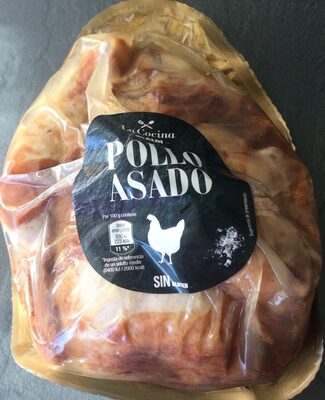 La Cocina
POLLO
ASADO
Por 100 g contiene
Valor
energético
11 %*
*Ingesta de referencia
de un adulto medio
(8400 kJ / 2000 kcal)
SIN GLUTEN